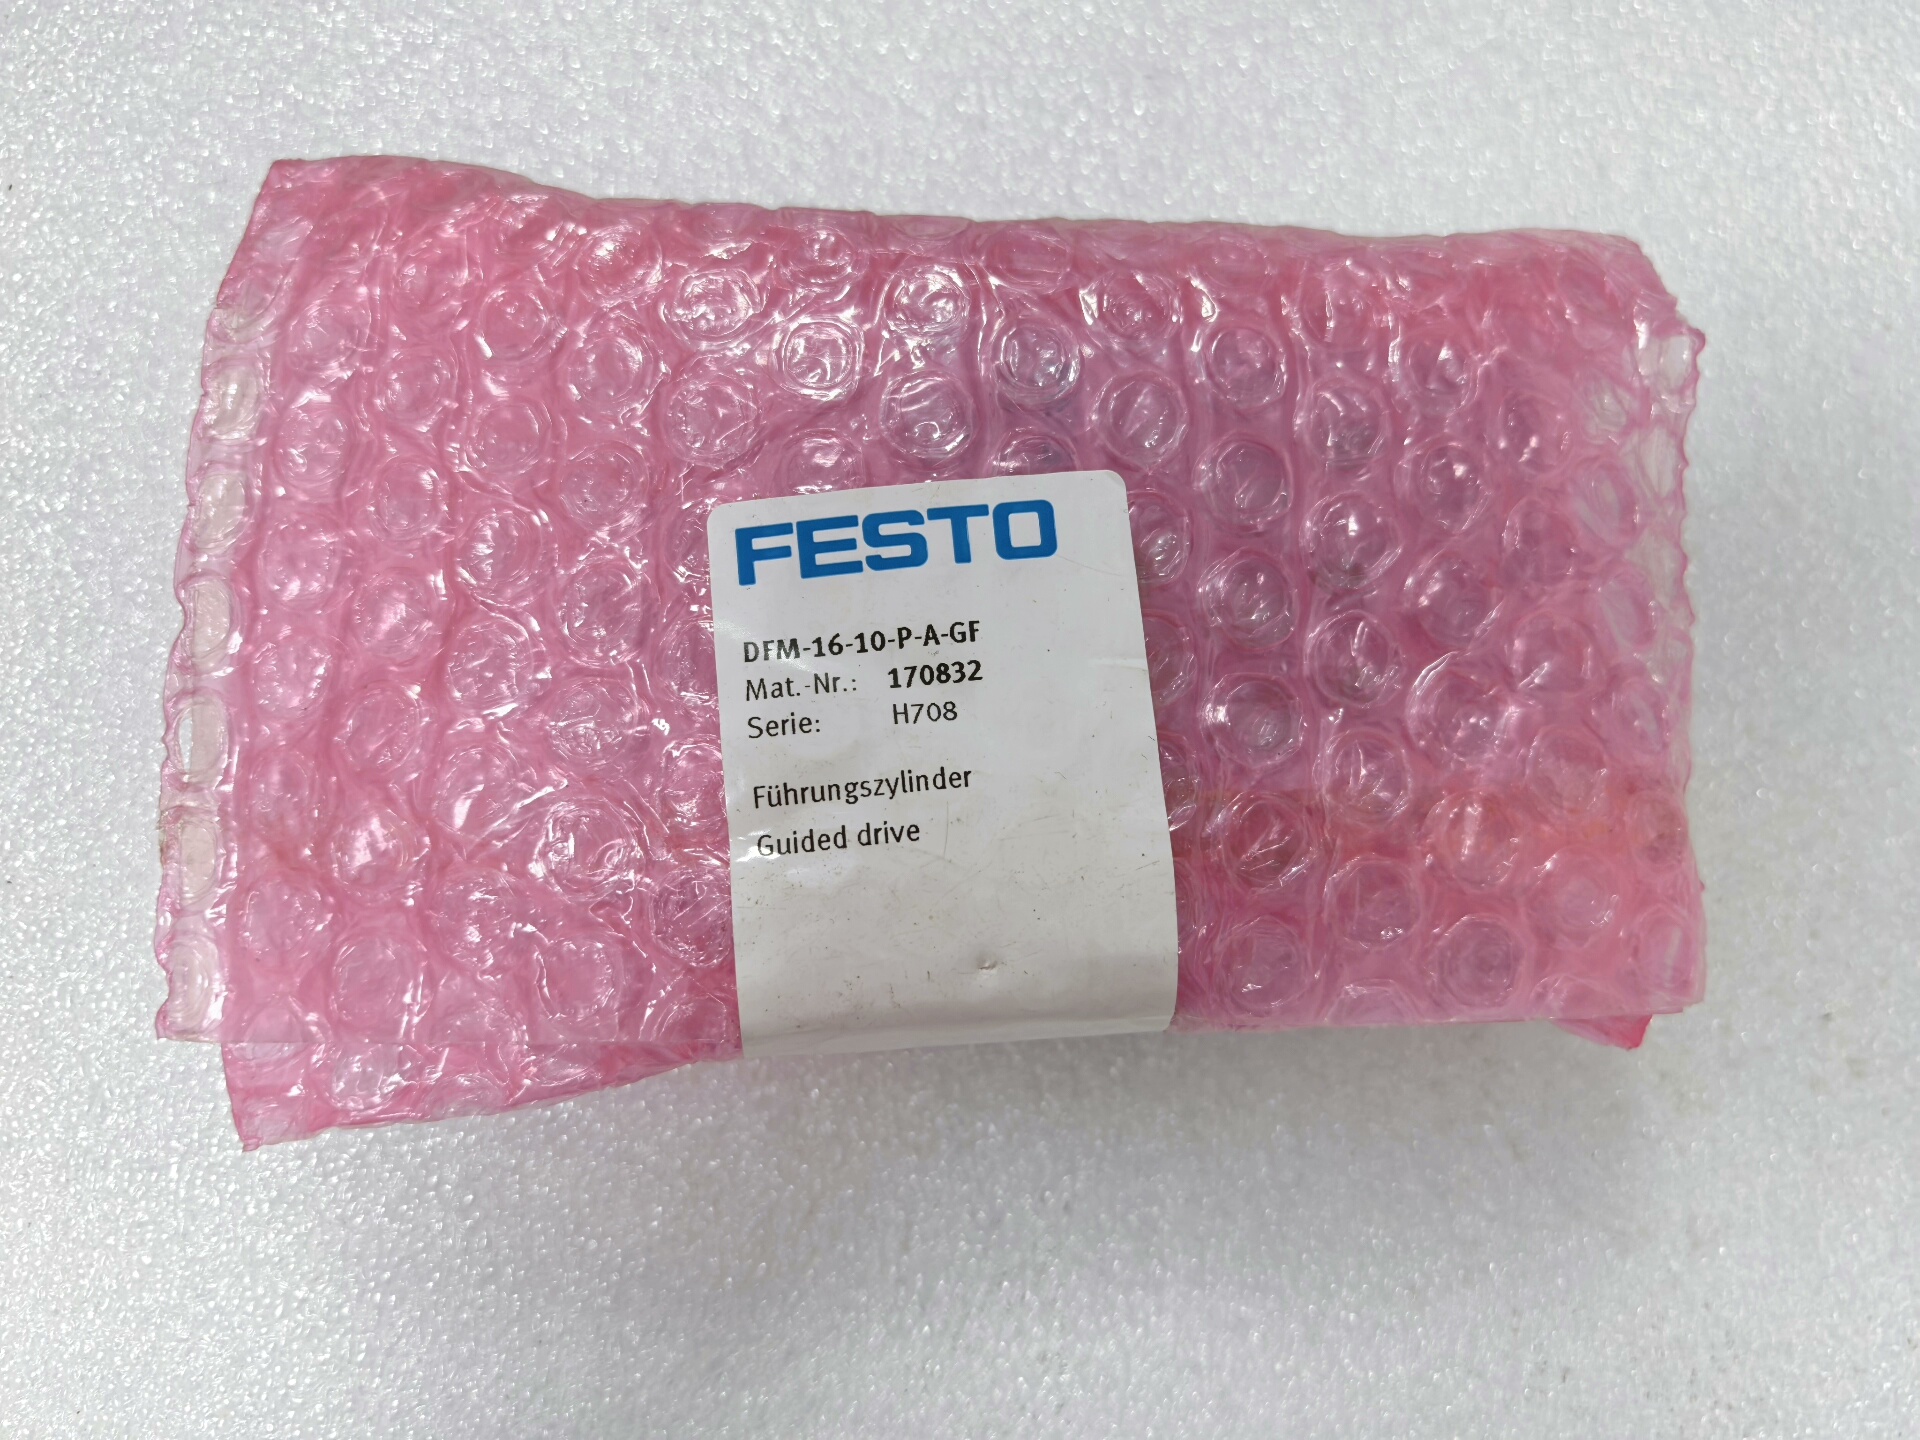 FESTO
DFM-16-10-P-A-GF
Mat.-Nr.: 170832
Serie: H708
Führungszylinder
Guided drive